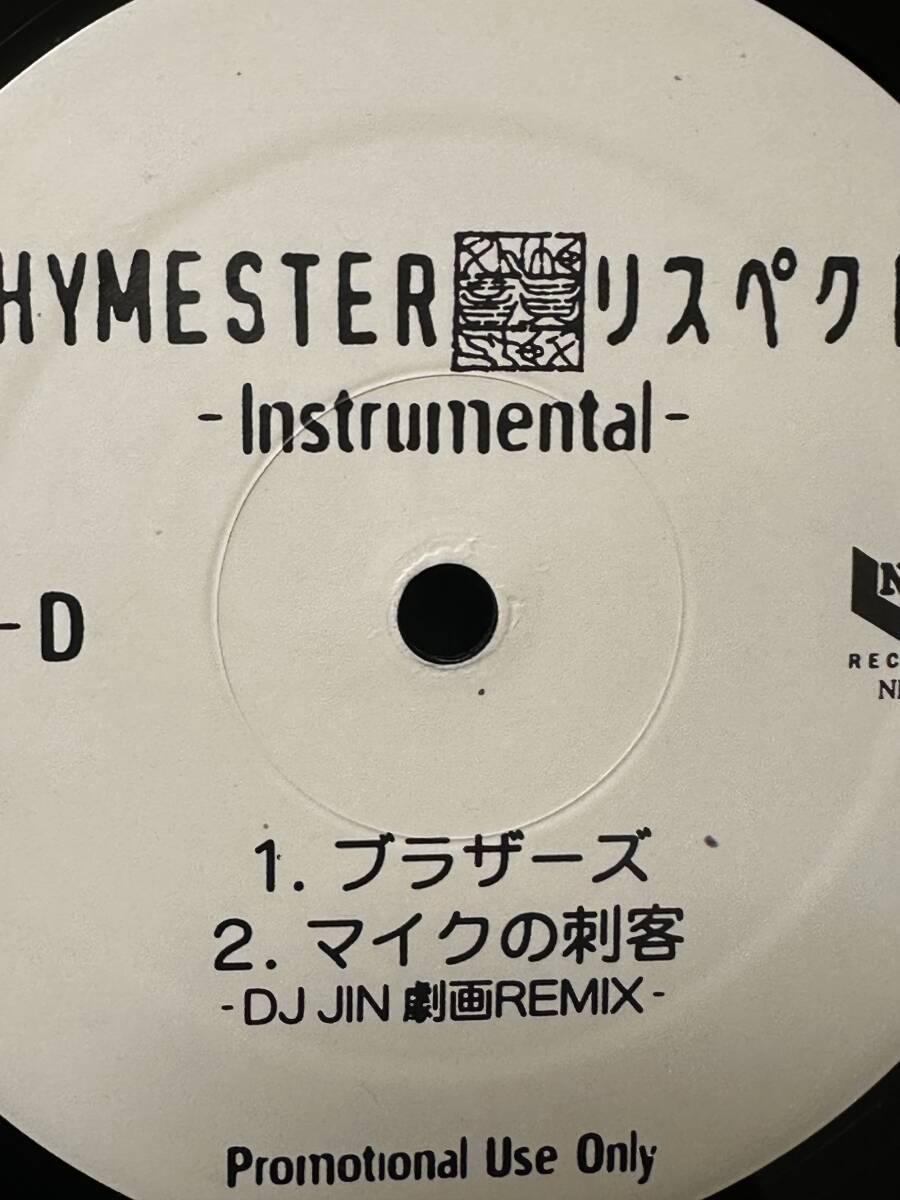 HYMESTER リスペク
-Instrumental-
-D
REC
1. ブラザーズ
2. マイクの刺客
-DJ JIN 劇画REMIX-
Promotional Use Only